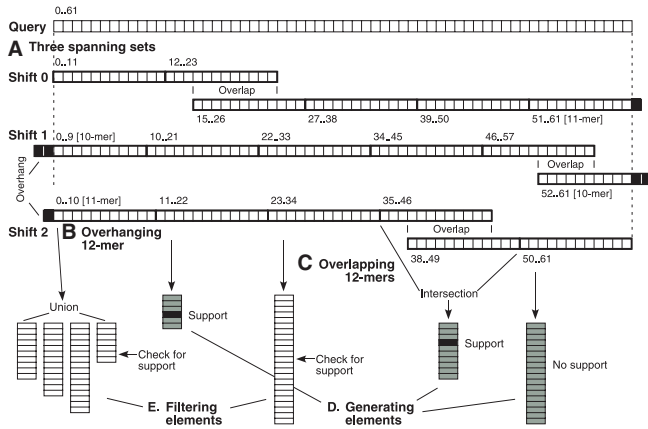 0..61
Query
A Three spanning sets
0..11 12..23
Shift 0
Overlap
15..26 27..38 39..50 51..61 [11-mer]
Shift 1
0..9 [10-mer] 10..21 22..33 34..45 46..57
Overlap
52..61 [10-mer]
Overhang
0..10 [11-mer] 11..22 23..34 35..46
Shift 2
B Overhanging
12-mer
Overlap
38..49 50..61
C Overlapping
12-mers
Union
Intersection
Support
Support
Check for
support
Check for
support
No support
E. Filtering
elements
D. Generating
elements